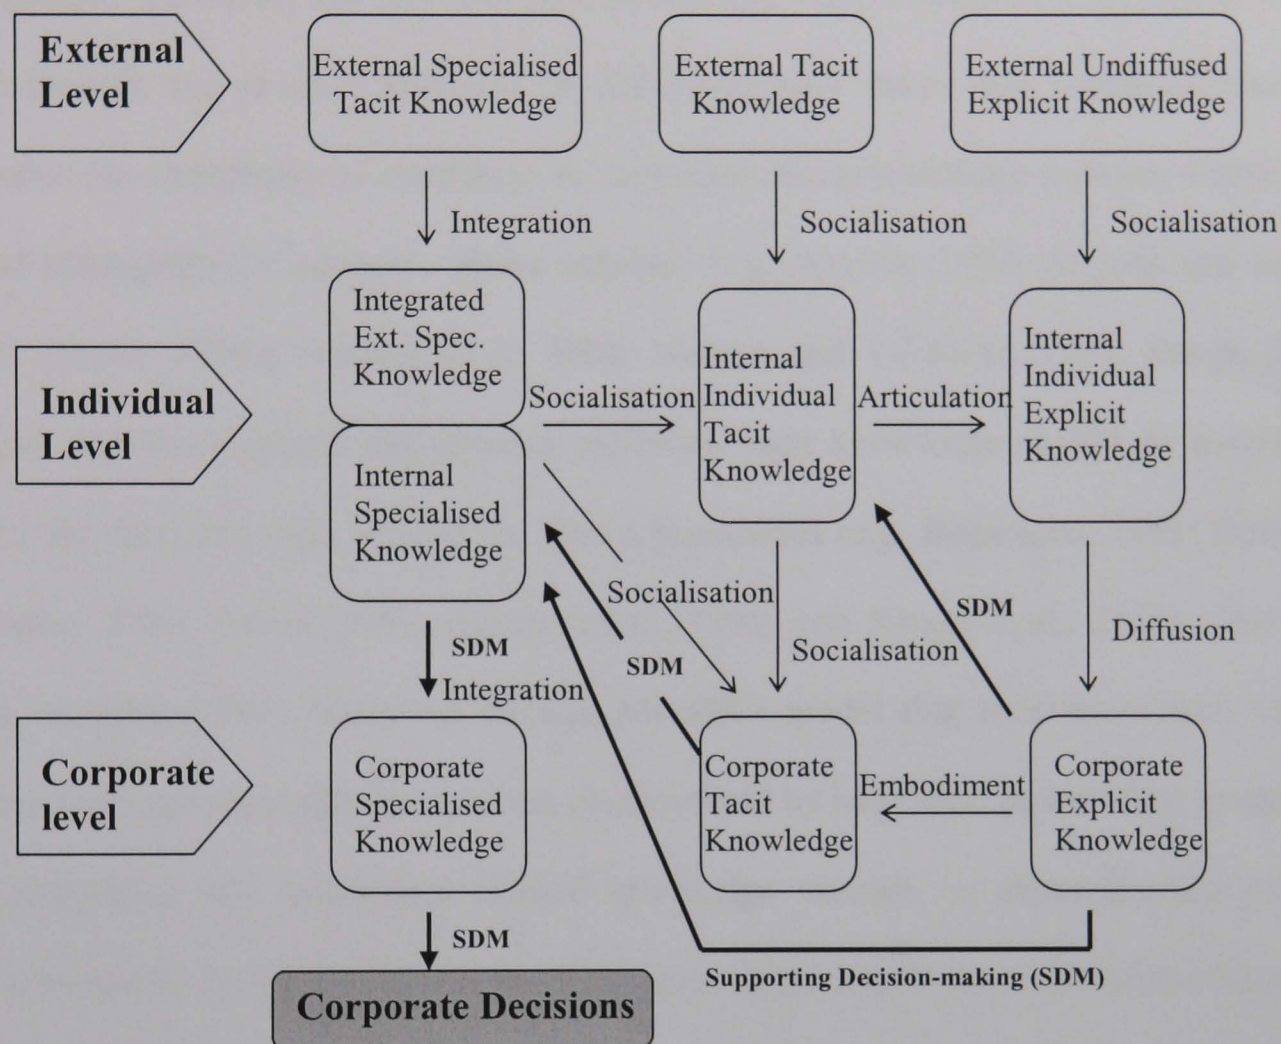 External
Level
External Specialised
Tacit Knowledge
External Tacit
Knowledge
External Undiffused
Explicit Knowledge
Integration
Socialisation
Socialisation
Individual
Level
Integrated
Ext. Spec.
Knowledge
Internal
Specialised
Knowledge
Socialisation
Internal
Individual
Tacit
Knowledge
Articulation
Internal
Individual
Explicit
Knowledge
SDM
Integration
Socialisation
SDM
Socialisation
SDM
Diffusion
Corporate
level
Corporate
Specialised
Knowledge
Corporate
Tacit
Knowledge
Embodiment
Corporate
Explicit
Knowledge
SDM
Supporting Decision-making (SDM)
Corporate Decisions